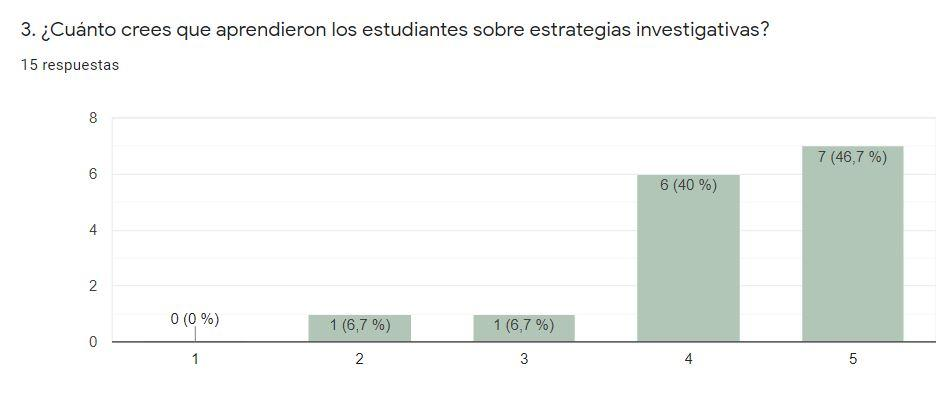 3. ¿Cuánto crees que aprendieron los estudiantes sobre estrategias investigativas?
15 respuestas
8
6
4
2
0
0 (0 %)
1 (6,7 %)
1 (6,7 %)
6 (40 %)
7 (46,7 %)
1
2
3
4
5